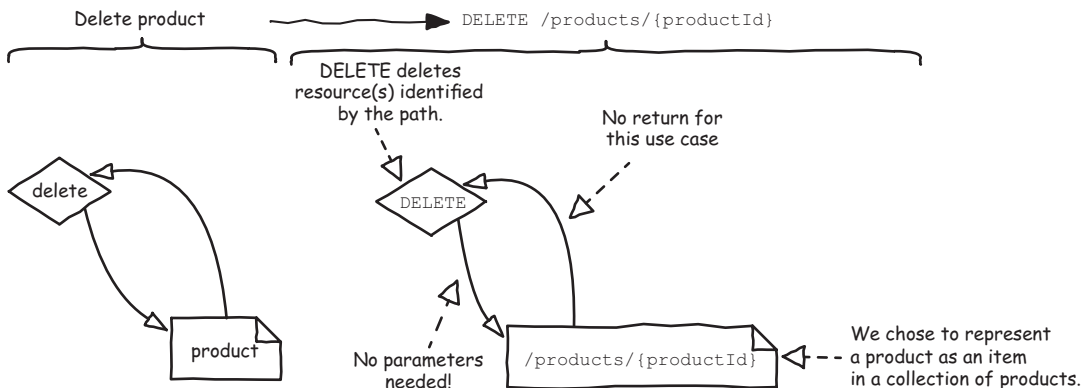 Delete product
DELETE /products/{productId}
DELETE deletes
resource(s) identified
by the path.
No return for
this use case
delete
DELETE
product
No parameters
needed!
/products/{productId}
We chose to represent
a product as an item
in a collection of products.